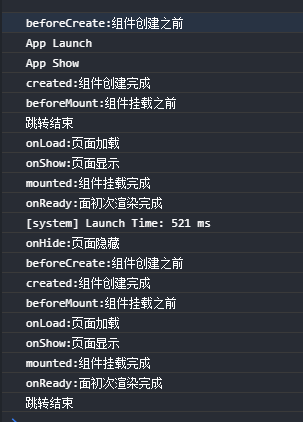 beforeCreate:组件创建之前
App Launch
App Show
created:组件创建完成
beforeMount:组件挂载之前
跳转结束
onLoad:页面加载
onShow:页面显示
mounted:组件挂载完成
onReady:面初次渲染完成
[system] Launch Time: 521 ms
onHide:页面隐藏
beforeCreate:组件创建之前
created:组件创建完成
beforeMount:组件挂载之前
onLoad:页面加载
onShow:页面显示
mounted:组件挂载完成
onReady:面初次渲染完成
跳转结束